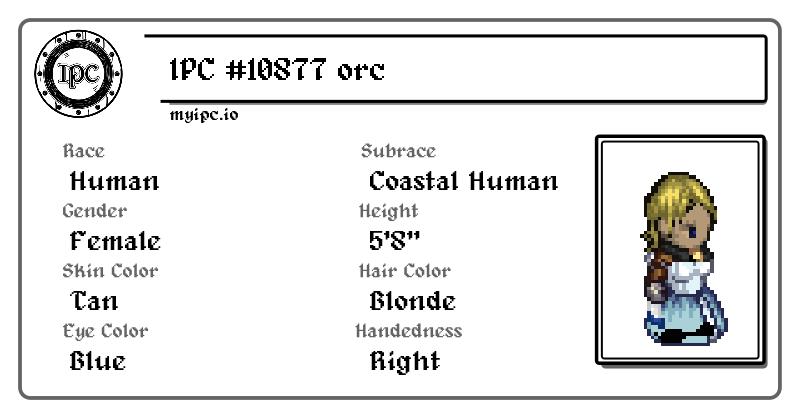 IPC
IPC #10877 orc
myipc.io
Race
Subrace
Human
Coastal Human
Gender
Height
Female
5'8"
Skin Color
Hair Color
Tan
Blonde
Eye Color
Handedness
Blue
Right